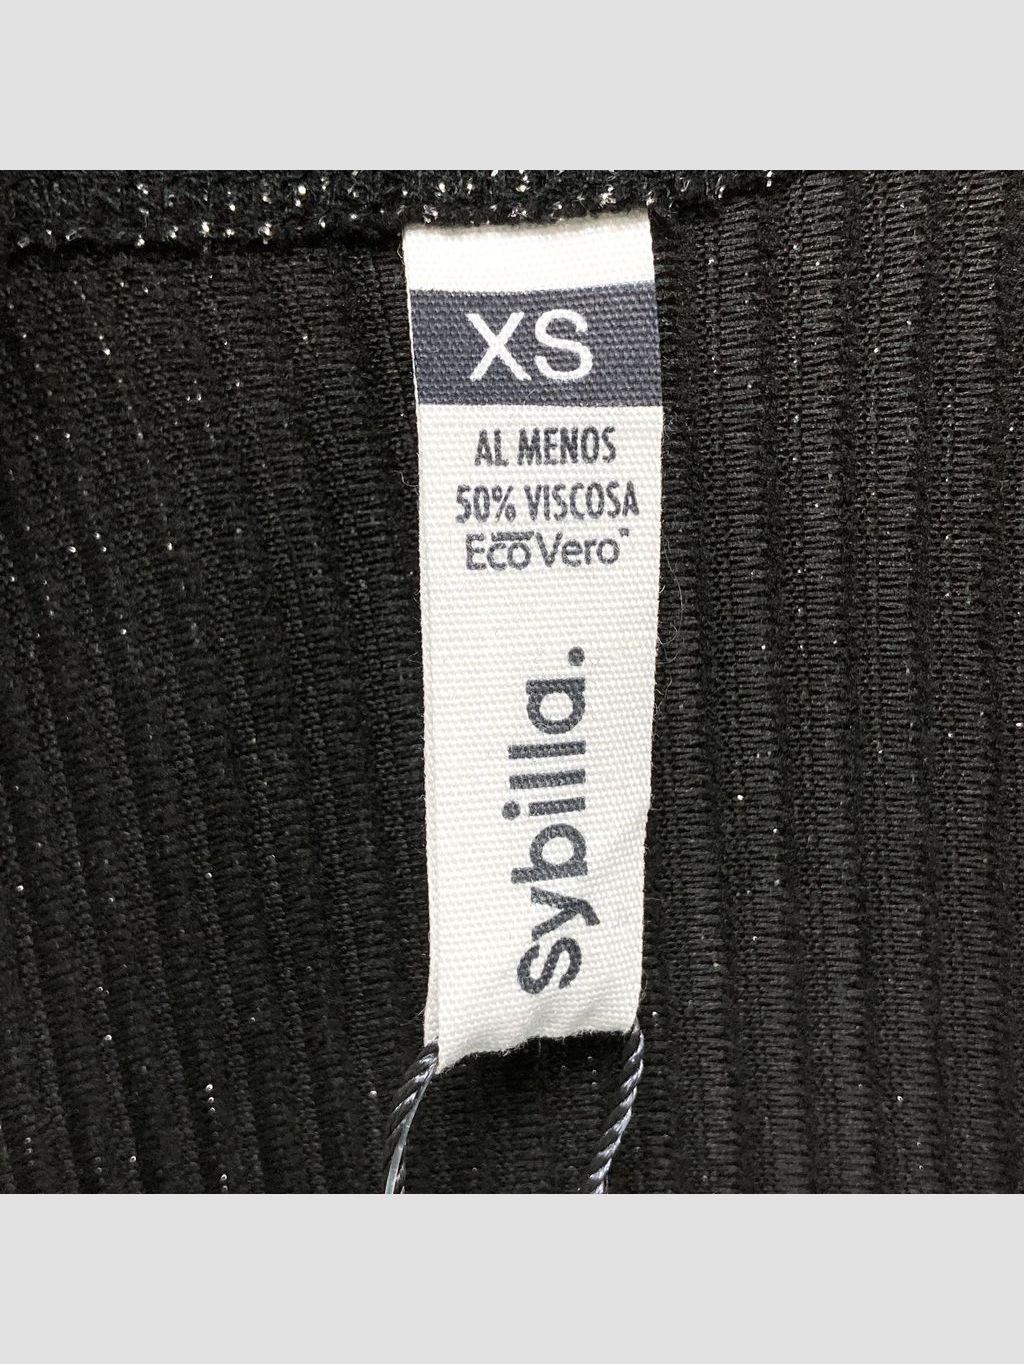 XS
AL MENOS
50% VISCOSA
EcoVero™
Sybilla.